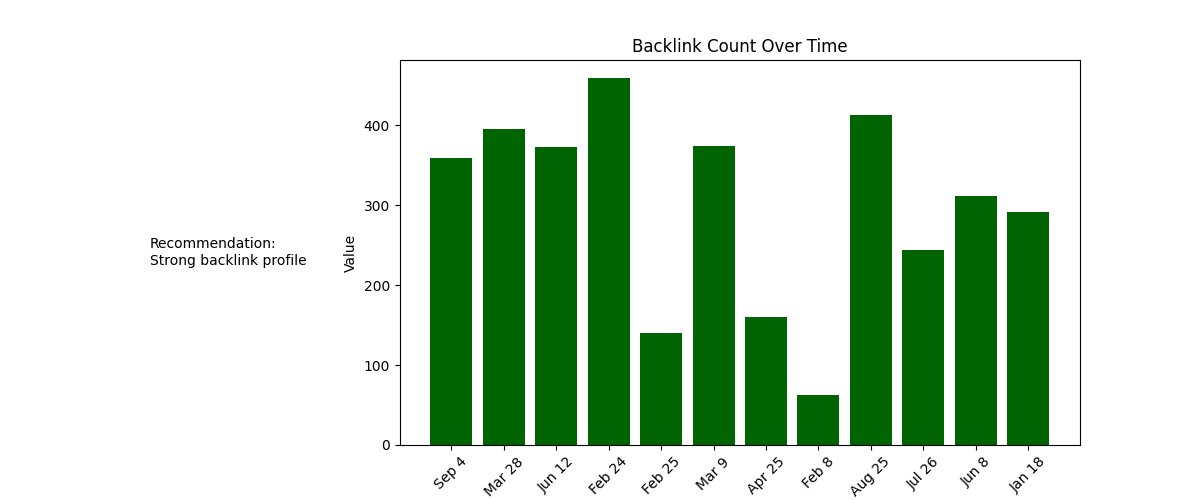 Backlink Count Over Time
Recommendation:
Strong backlink profile
Value
400
300
200
100
0
Sep 4
Mar 28
Jun 12
Feb 24
Feb 25
Mar 9
Apr 25
Feb 8
Aug 25
Jul 26
Jun 8
Jan 18